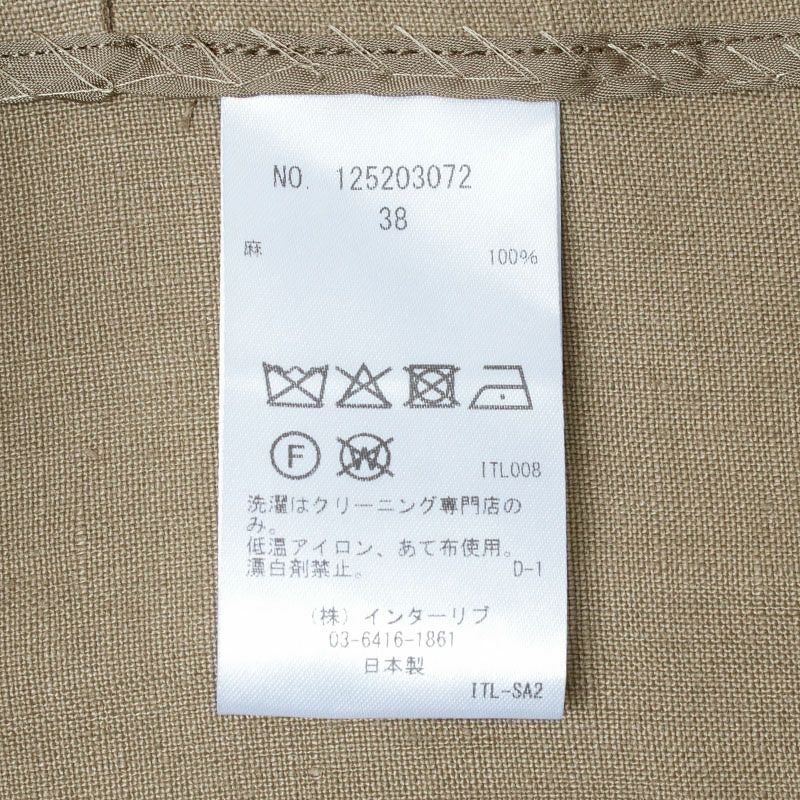 NO. 125203072
38
麻 100%
F W ITL008
洗濯はクリーニング専門店の
み。
低温アイロン、あて布使用。
漂白剤禁止。 D-1
(株)インターリブ
03-6416-1861
日本製
ITL-SA2